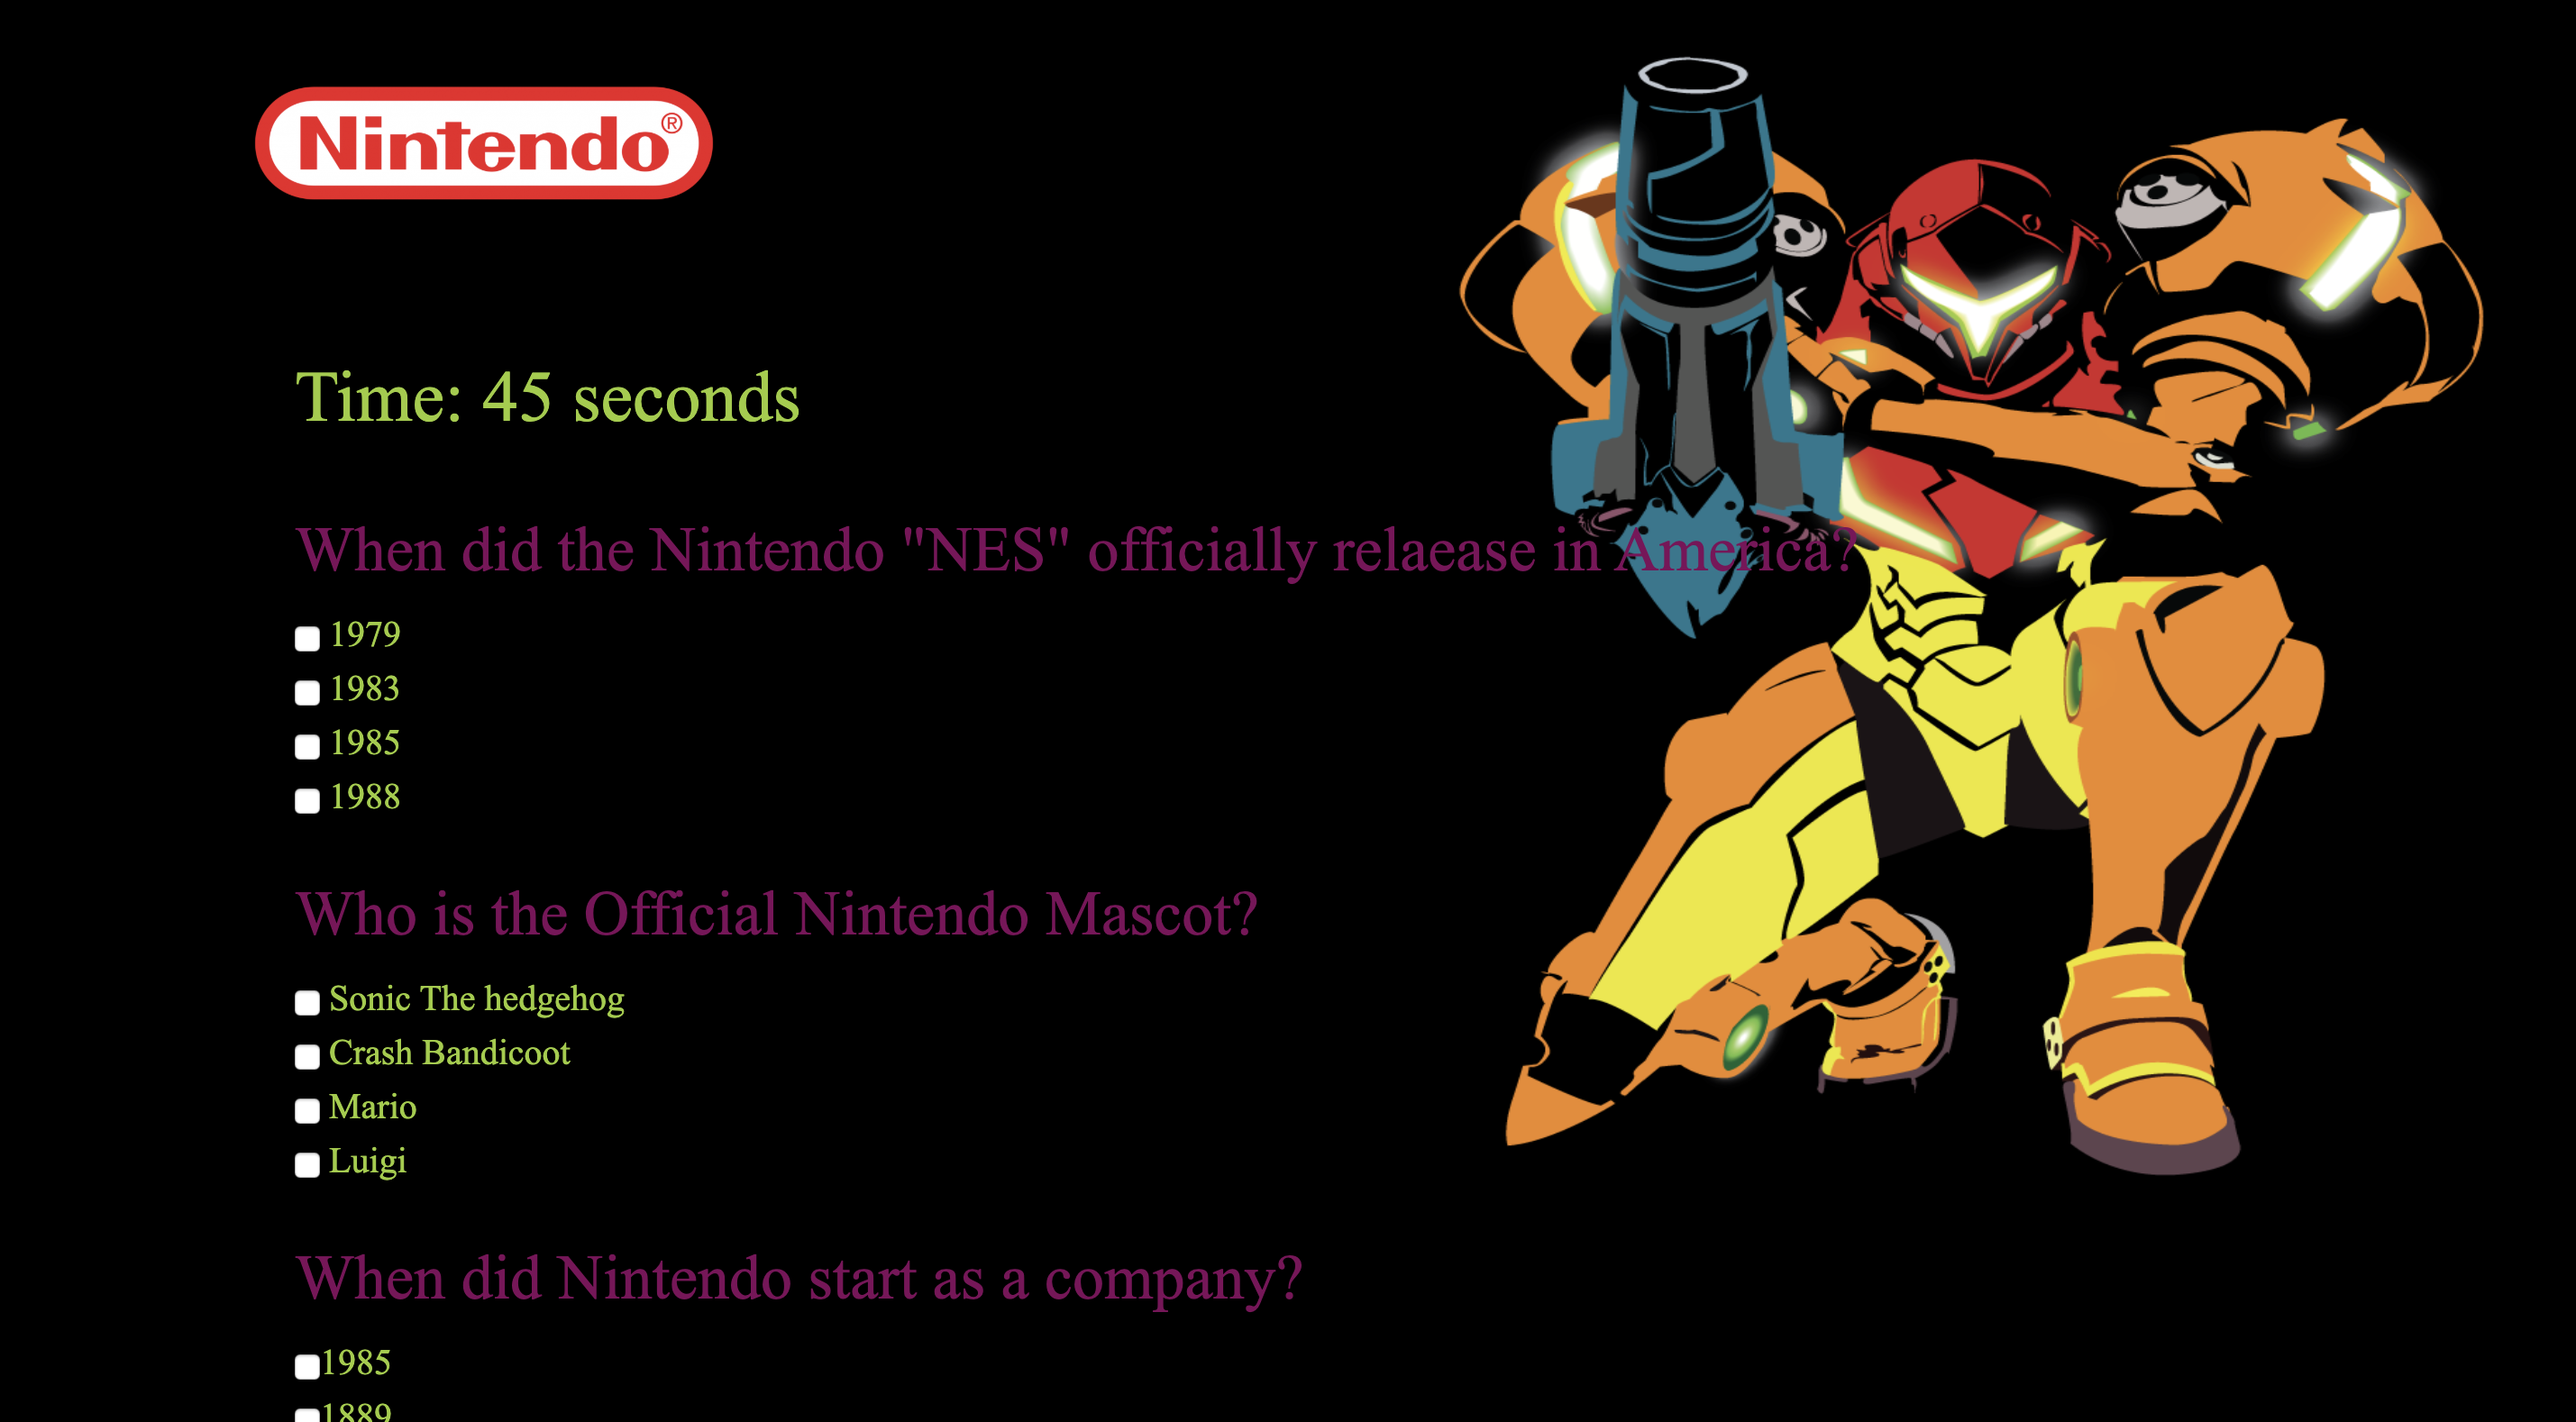 Nintendo®
Time: 45 seconds
When did the Nintendo "NES" officially relaease in America?
1979
1983
1985
1988
Who is the Official Nintendo Mascot?
Sonic The hedgehog
Crash Bandicoot
Mario
Luigi
When did Nintendo start as a company?
1985
1889